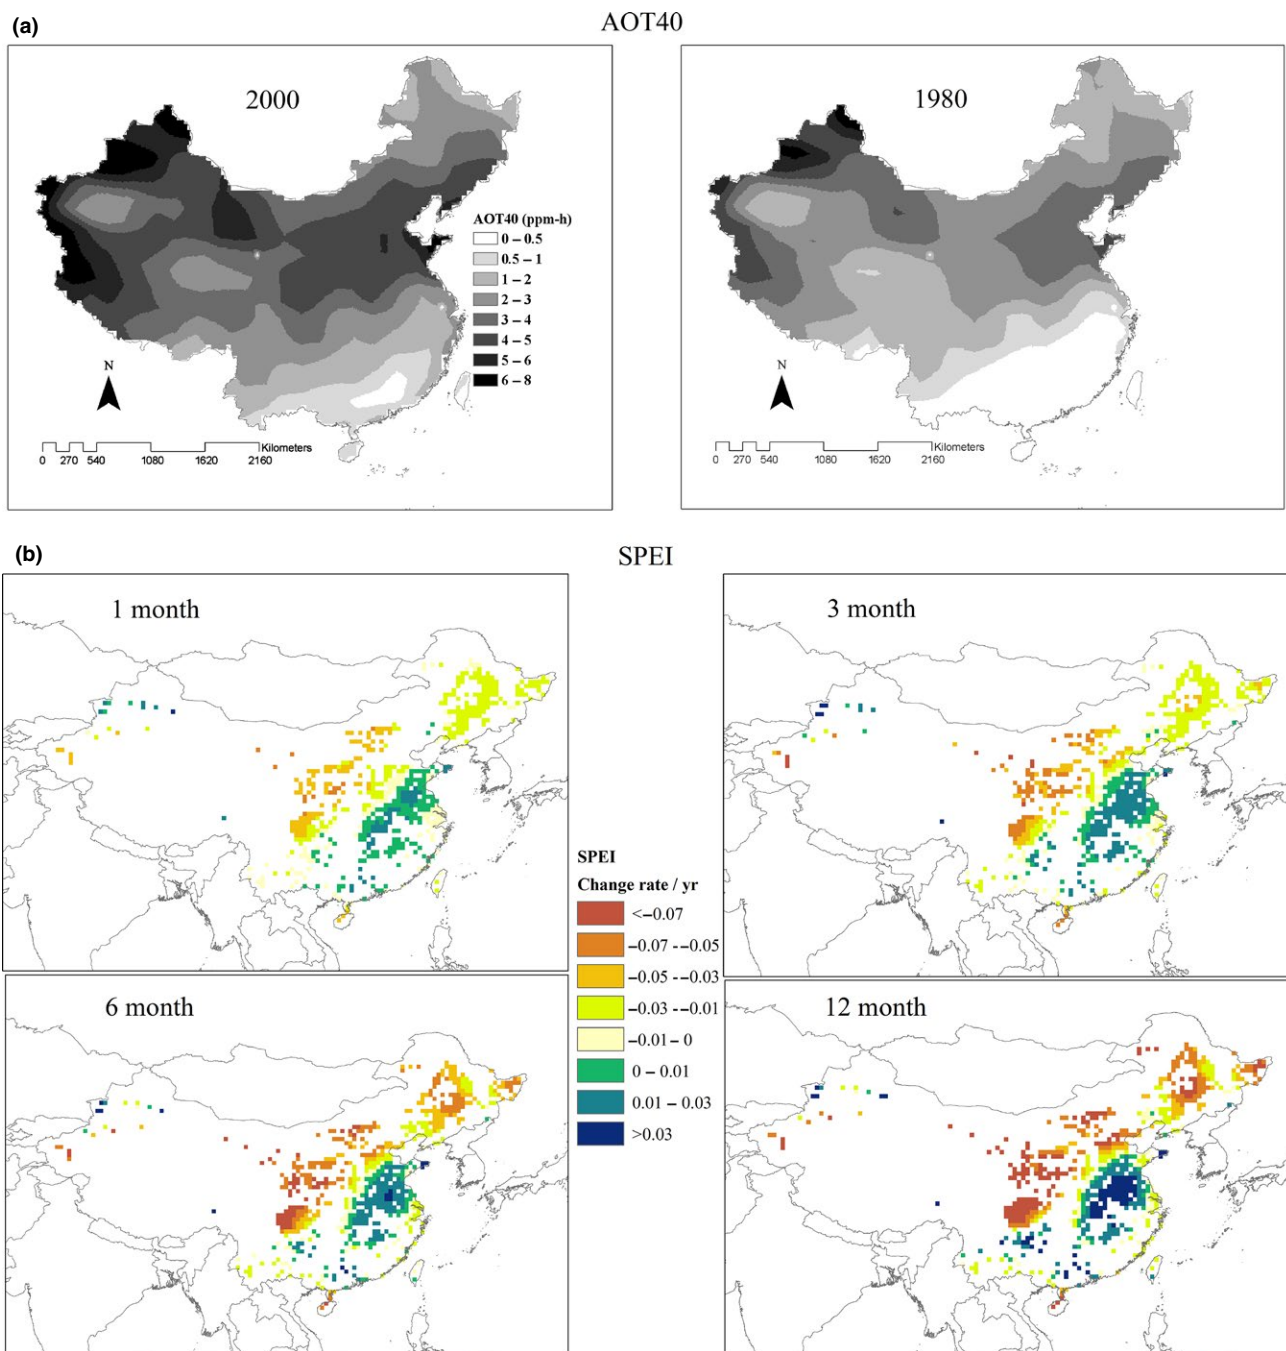 (a)
AOT40
2000
1980
AOT40 (ppm-h)
0 – 0.5
0.5 – 1
1 – 2
2 – 3
3 – 4
4 – 5
5 – 6
6 – 8
N
N
Kilometers
0 270 540 1080 1620 2160
Kilometers
0 270 540 1080 1620 2160
(b)
SPEI
1 month
3 month
SPEI
Change rate / yr
<−0.07
−0.07 - −0.05
−0.05 - −0.03
−0.03 - −0.01
−0.01 – 0
0 – 0.01
0.01 – 0.03
>0.03
6 month
12 month